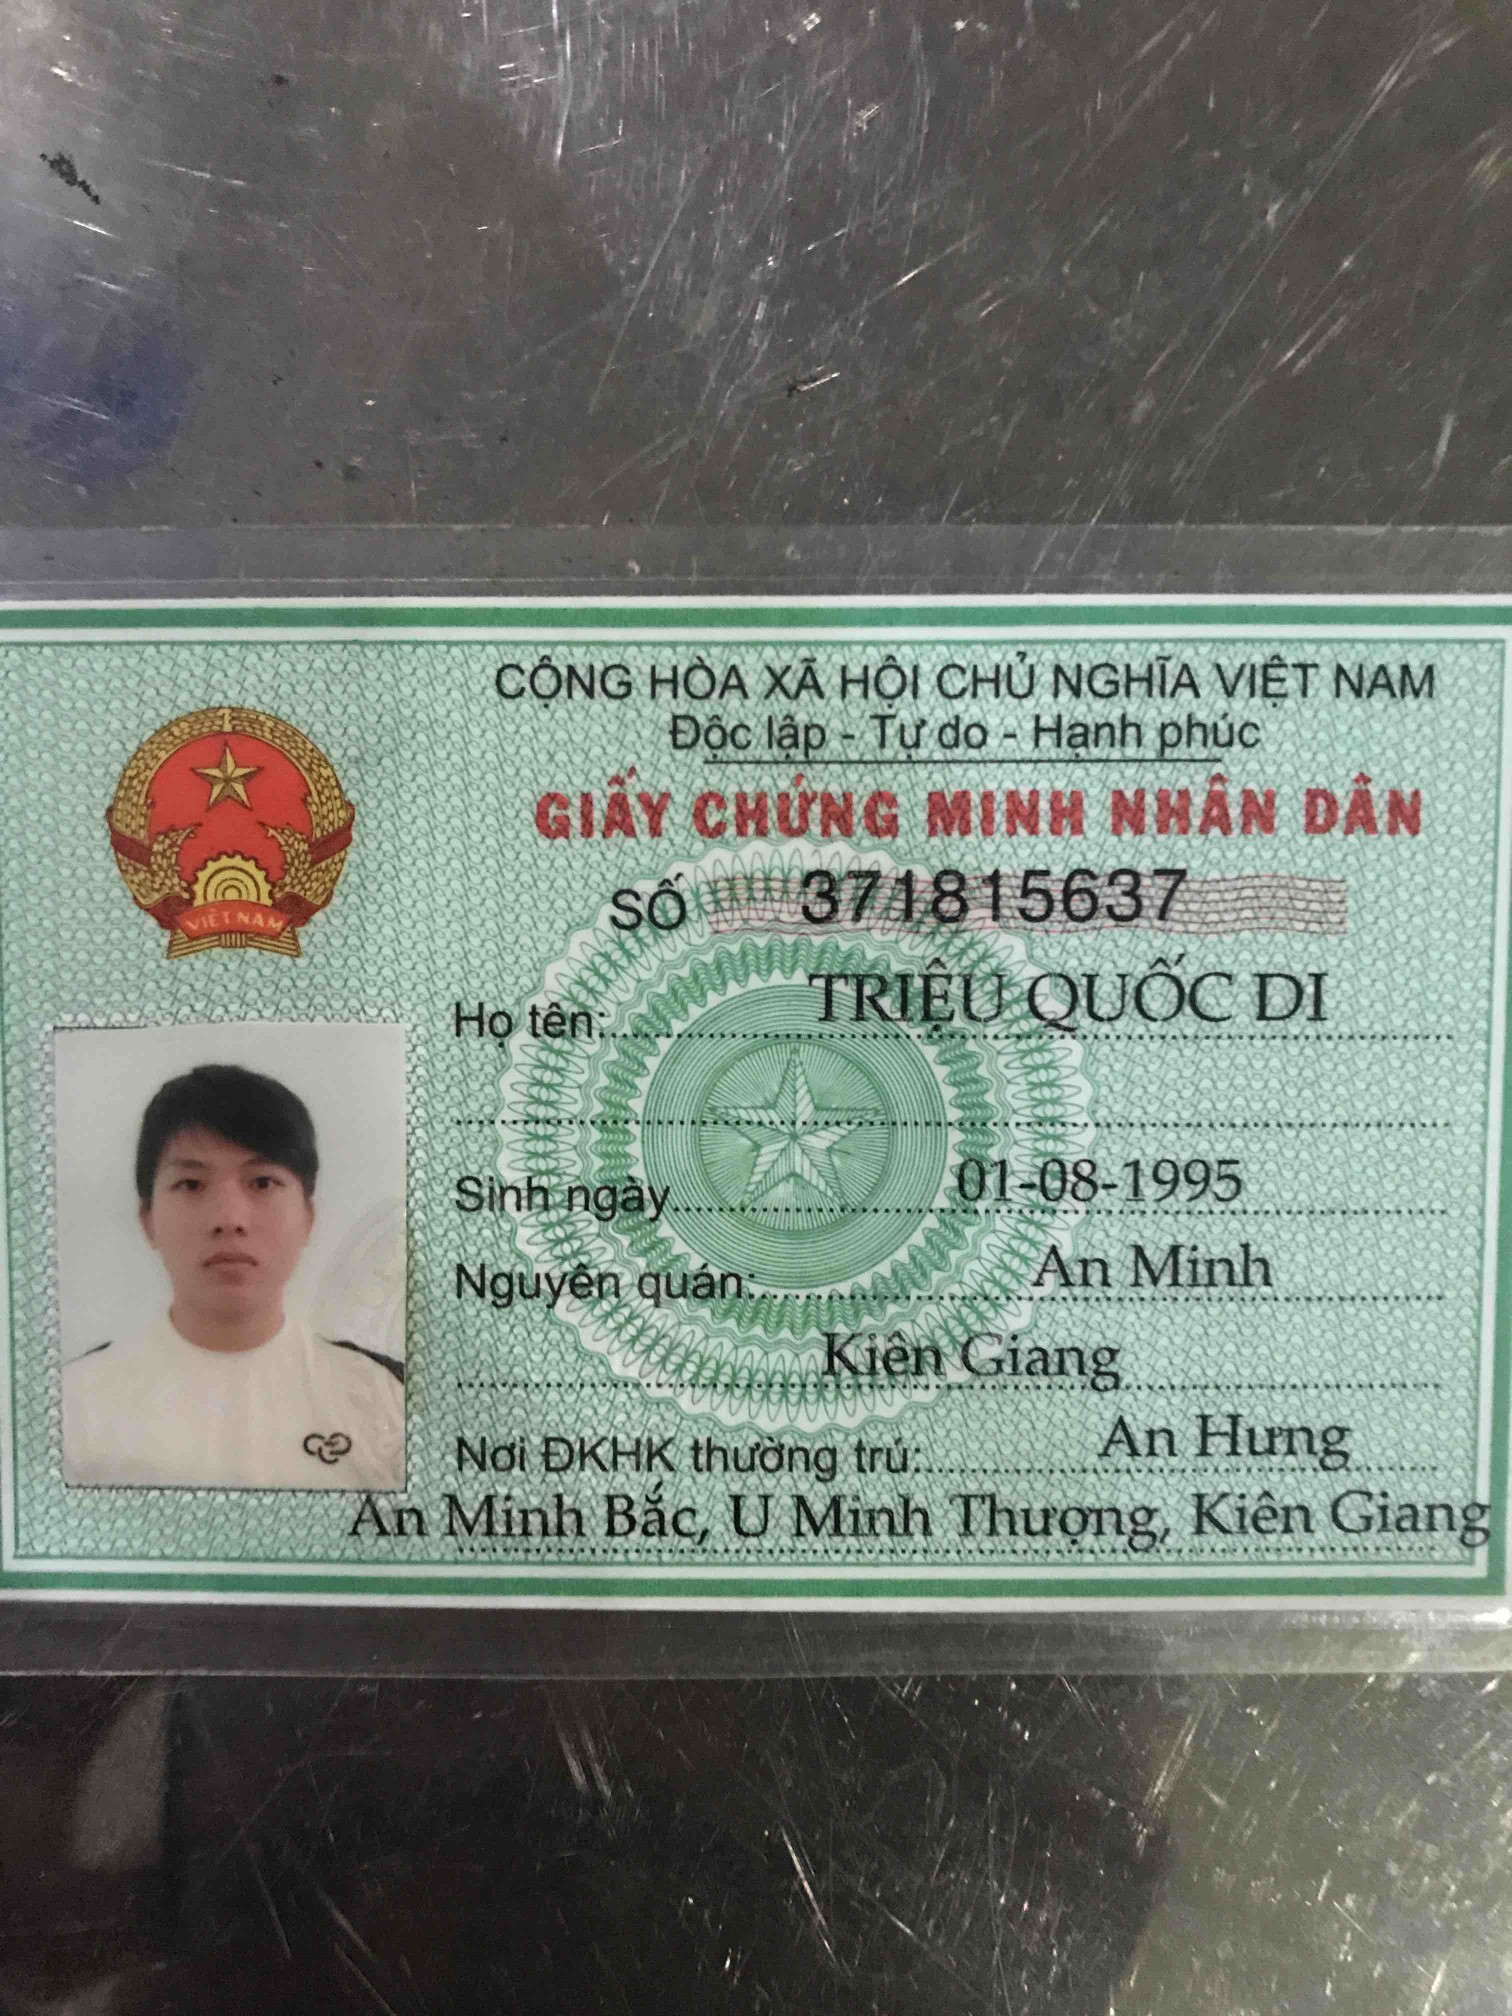 CỘNG HÒA XÃ HỘI CHỦ NGHĨA VIỆT NAM
Độc lập - Tự do - Hạnh phúc
GIẤY CHỨNG MINH NHÂN DÂN
SỐ 371815637
VIỆT NAM
Họ tên: TRIỆU QUỐC DI
Sinh ngày 01-08-1995
Nguyên quán: An Minh
Kiên Giang
Nơi ĐKHK thường trú: An Hưng
An Minh Bắc, U Minh Thượng, Kiên Giang